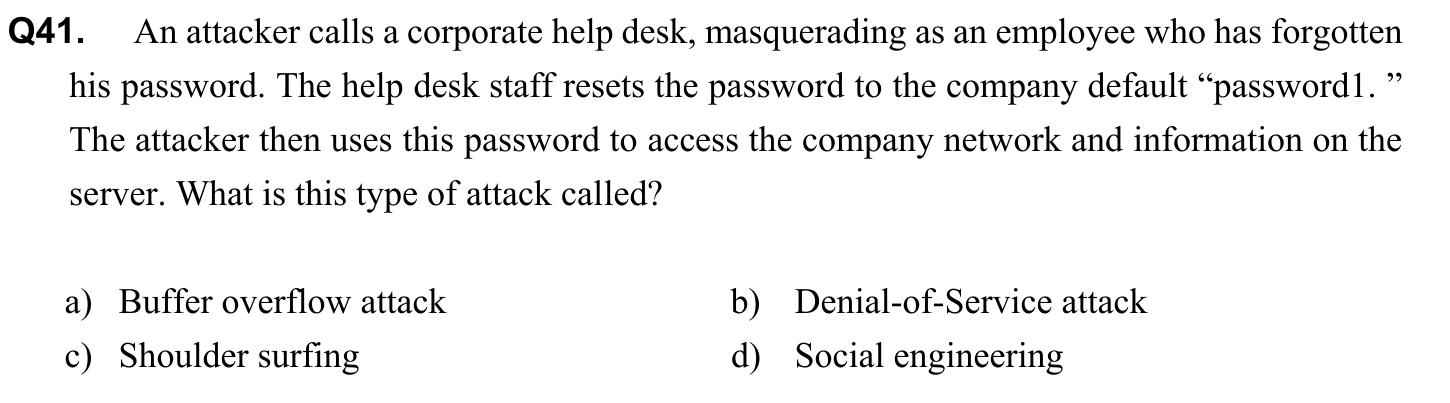 Q41. An attacker calls a corporate help desk, masquerading as an employee who has forgotten
his password. The help desk staff resets the password to the company default “password1. ”
The attacker then uses this password to access the company network and information on the
server. What is this type of attack called?
a) Buffer overflow attack b) Denial-of-Service attack
c) Shoulder surfing d) Social engineering